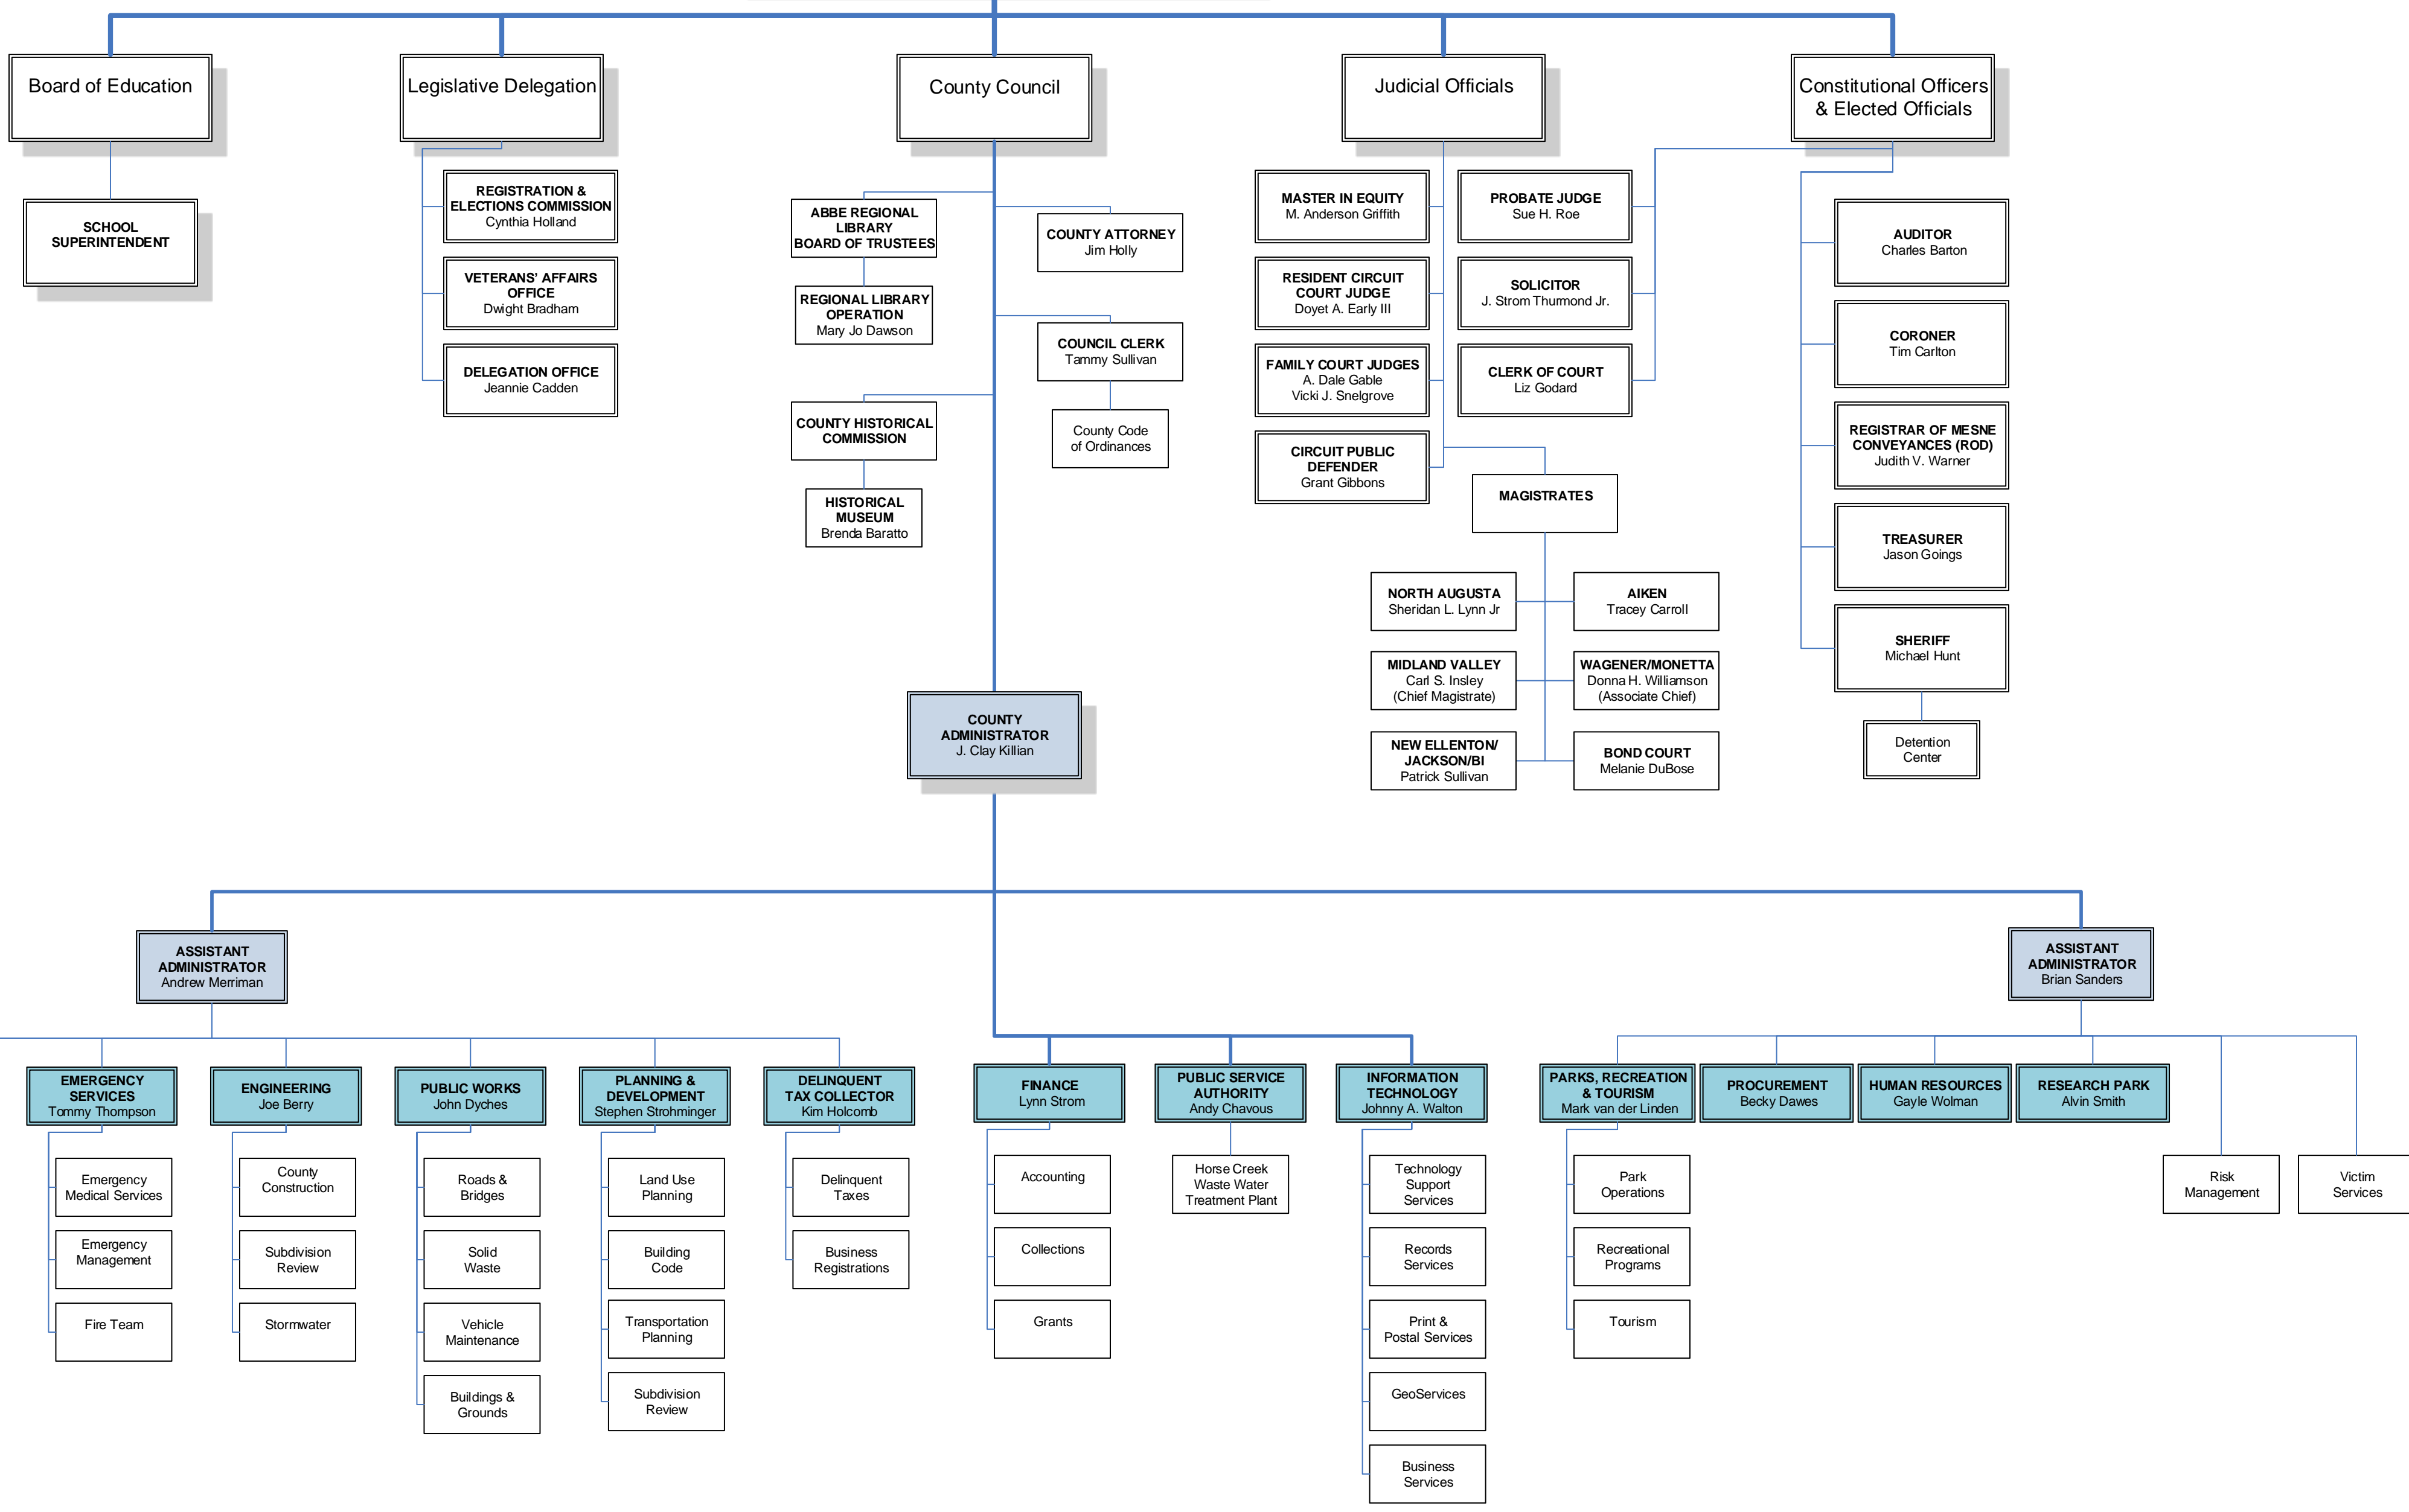 Board of Education
Legislative Delegation
County Council
Judicial Officials
Constitutional Officers
& Elected Officials
SCHOOL
SUPERINTENDENT
REGISTRATION &
ELECTIONS COMMISSION
Cynthia Holland
VETERANS' AFFAIRS
OFFICE
Dwight Bradham
DELEGATION OFFICE
Jeannie Cadden
ABBE REGIONAL
LIBRARY
BOARD OF TRUSTEES
REGIONAL LIBRARY
OPERATION
Mary Jo Dawson
COUNTY HISTORICAL
COMMISSION
HISTORICAL
MUSEUM
Brenda Baratto
COUNTY ATTORNEY
Jim Holly
COUNCIL CLERK
Tammy Sullivan
County Code
of Ordinances
MASTER IN EQUITY
M. Anderson Griffith
RESIDENT CIRCUIT
COURT JUDGE
Doyet A. Early III
FAMILY COURT JUDGES
A. Dale Gable
Vicki J. Snelgrove
CIRCUIT PUBLIC
DEFENDER
Grant Gibbons
PROBATE JUDGE
Sue H. Roe
SOLICITOR
J. Strom Thurmond Jr.
CLERK OF COURT
Liz Godard
MAGISTRATES
NORTH AUGUSTA
Sheridan L. Lynn Jr
AIKEN
Tracey Carroll
MIDLAND VALLEY
Carl S. Insley
(Chief Magistrate)
WAGENER/MONETTA
Donna H. Williamson
(Associate Chief)
NEW ELLENTON/
JACKSON/BI
Patrick Sullivan
BOND COURT
Melanie DuBose
AUDITOR
Charles Barton
CORONER
Tim Carlton
REGISTRAR OF MESNE
CONVEYANCES (ROD)
Judith V. Warner
TREASURER
Jason Goings
SHERIFF
Michael Hunt
Detention
Center
COUNTY
ADMINISTRATOR
J. Clay Killian
ASSISTANT
ADMINISTRATOR
Andrew Merriman
ASSISTANT
ADMINISTRATOR
Brian Sanders
EMERGENCY
SERVICES
Tommy Thompson
Emergency
Medical Services
Emergency
Management
Fire Team
ENGINEERING
Joe Berry
County
Construction
Subdivision
Review
Stormwater
PUBLIC WORKS
John Dyches
Roads &
Bridges
Solid
Waste
Vehicle
Maintenance
Buildings &
Grounds
PLANNING &
DEVELOPMENT
Stephen Strohminger
Land Use
Planning
Building
Code
Transportation
Planning
Subdivision
Review
DELINQUENT
TAX COLLECTOR
Kim Holcomb
Delinquent
Taxes
Business
Registrations
FINANCE
Lynn Strom
Accounting
Collections
Grants
PUBLIC SERVICE
AUTHORITY
Andy Chavous
Horse Creek
Waste Water
Treatment Plant
INFORMATION
TECHNOLOGY
Johnny A. Walton
Technology
Support
Services
Records
Services
Print &
Postal Services
GeoServices
Business
Services
PARKS, RECREATION
& TOURISM
Mark van der Linden
Park
Operations
Recreational
Programs
Tourism
PROCUREMENT
Becky Dawes
HUMAN RESOURCES
Gayle Wolman
RESEARCH PARK
Alvin Smith
Risk
Management
Victim
Services